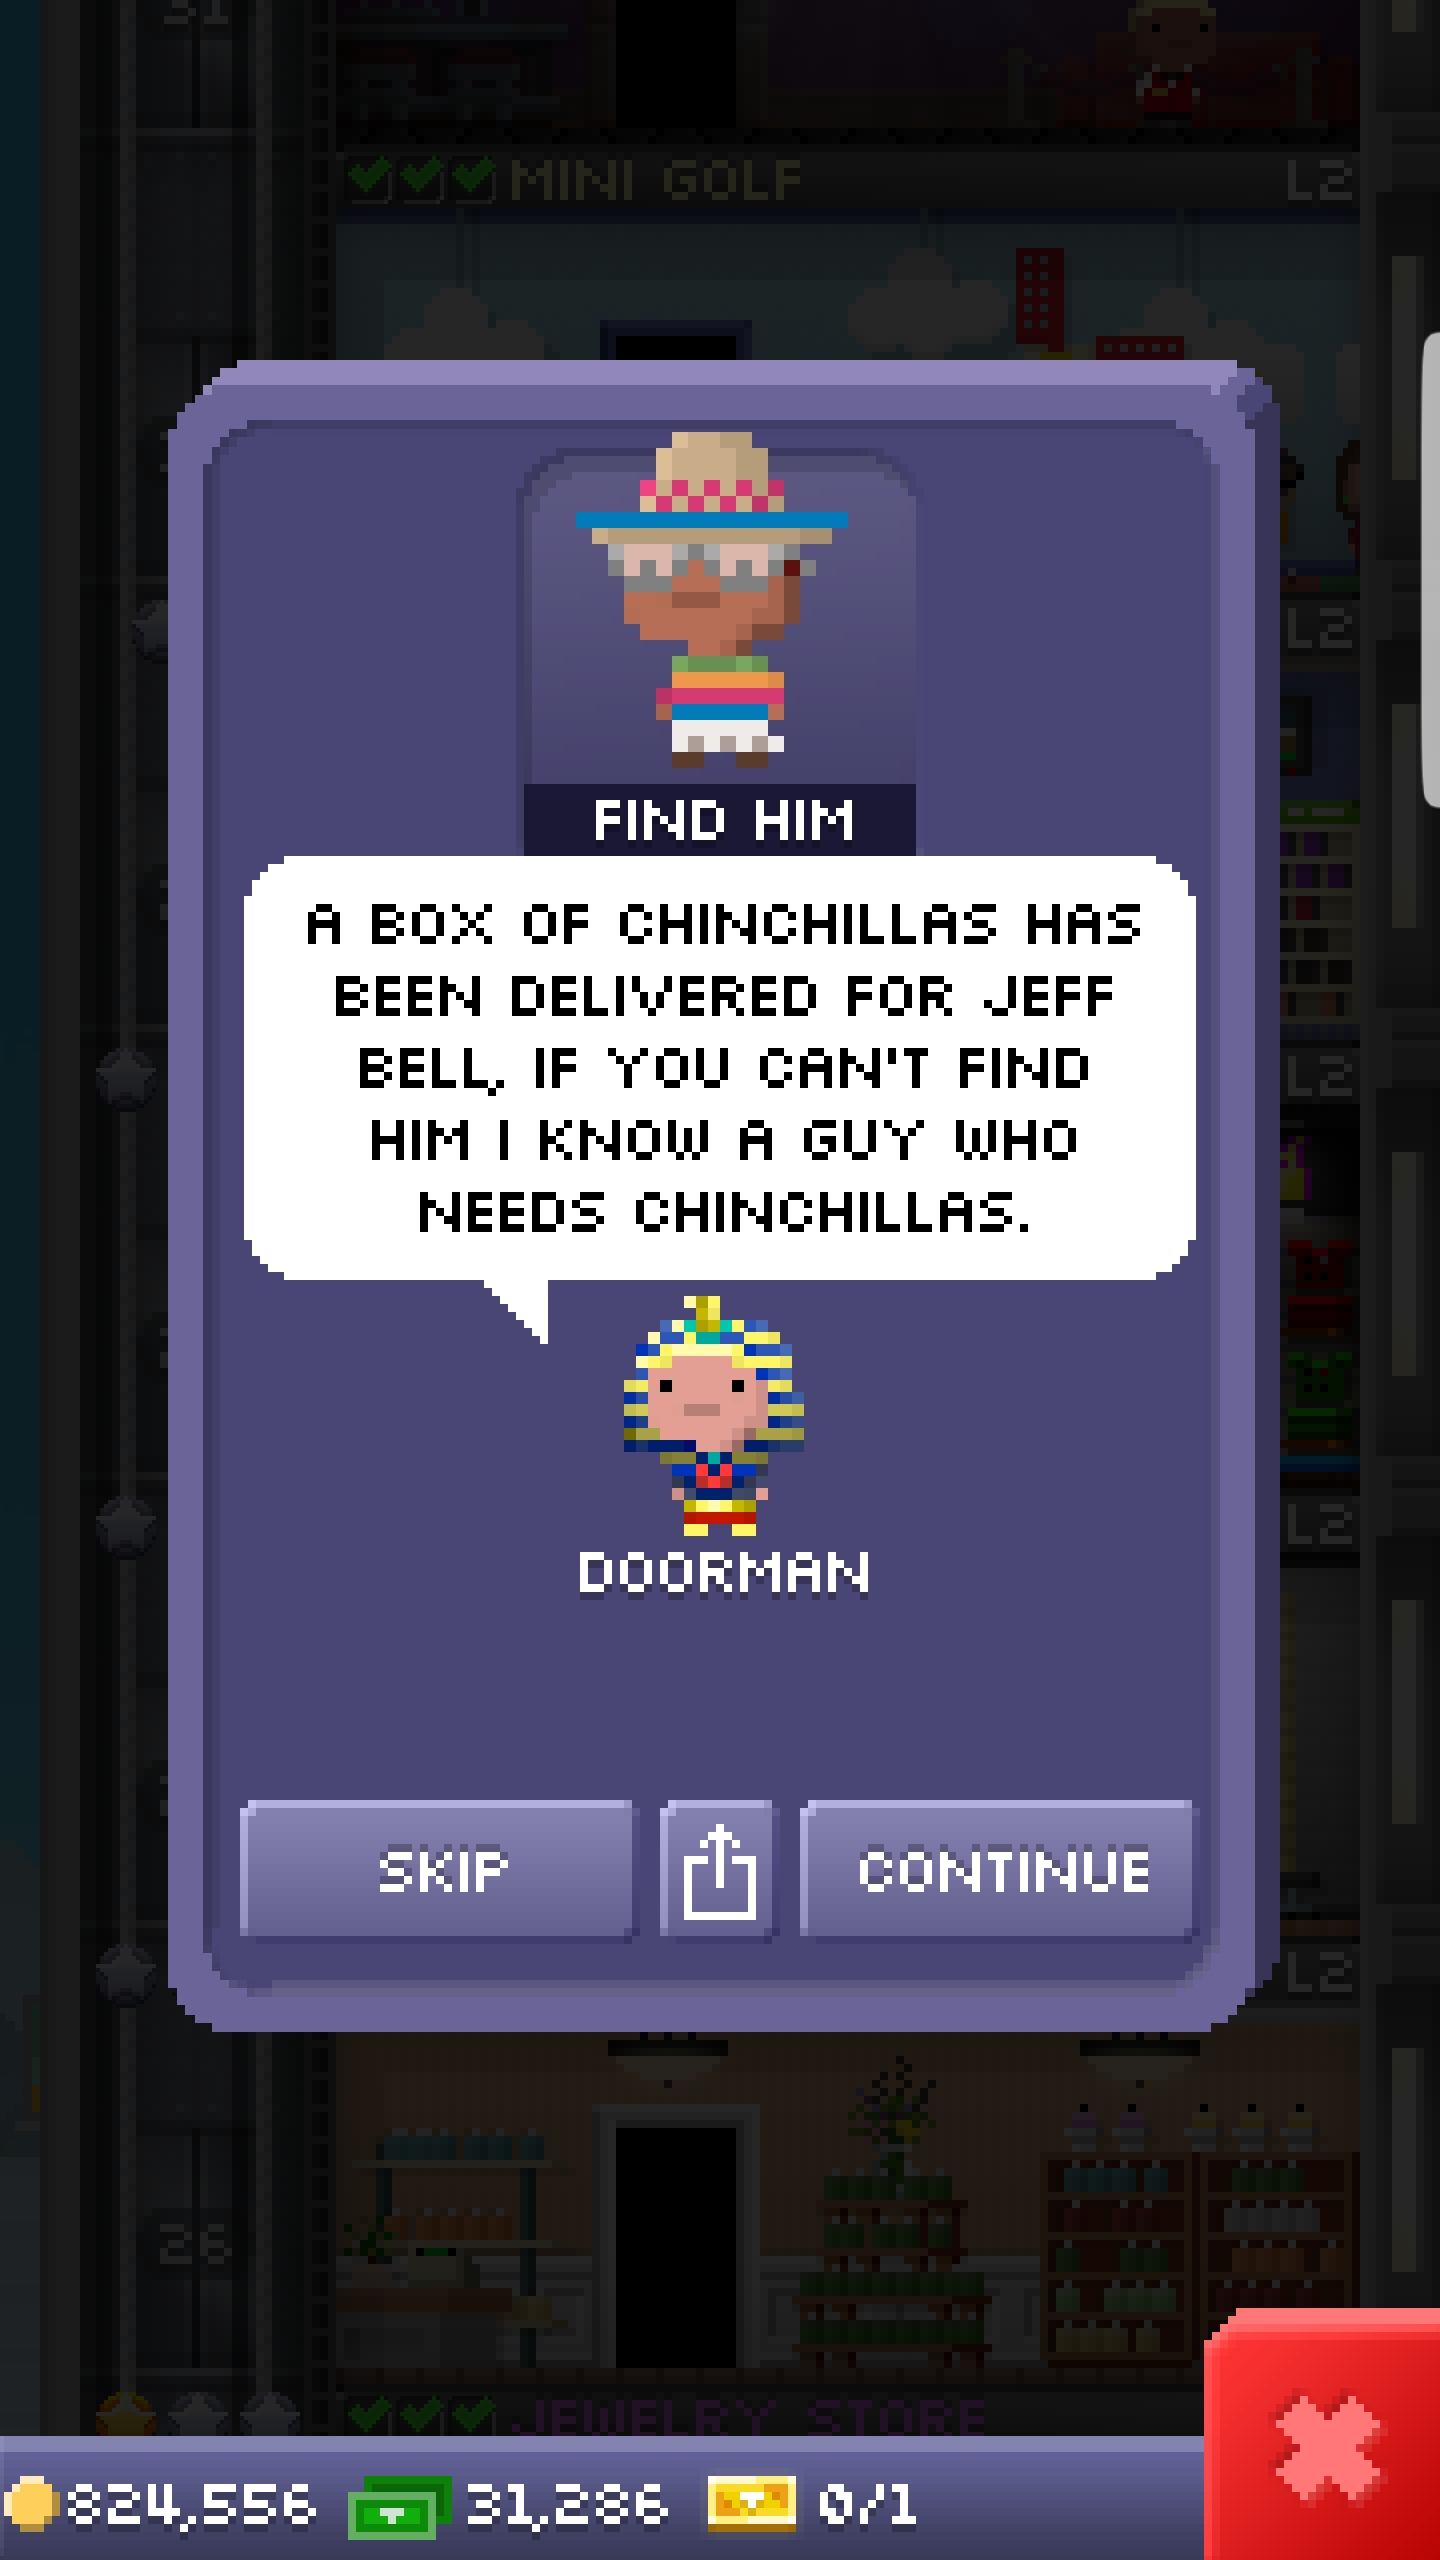 31
MINI GOLF L2
FIND HIM
A BOX OF CHINCHILLAS HAS
BEEN DELIVERED FOR JEFF
BELL, IF YOU CAN'T FIND
HIM I KNOW A GUY WHO
NEEDS CHINCHILLAS.
L2
L2
L2
DOORMAN
SKIP
CONTINUE
L2
26
JEWELRY STORE
824,556 31,286 0/1